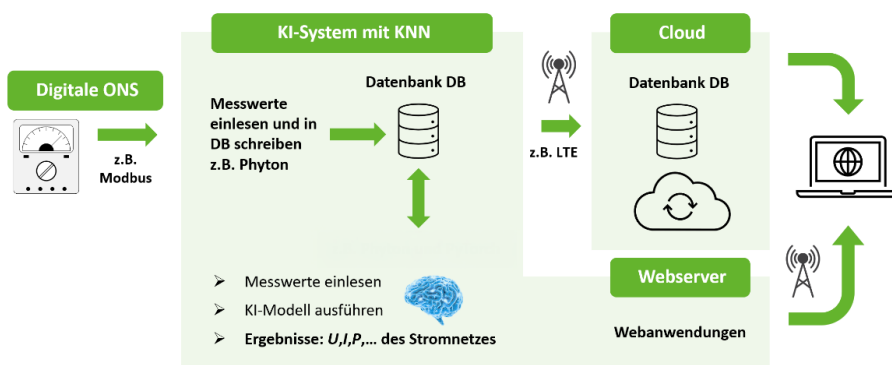 KI-System mit KNN
Cloud
Digitale ONS
z.B.
Modbus
Messwerte
einlesen und in
DB schreiben
z.B. Phyton
Datenbank DB
z.B. LTE
Datenbank DB
➢ Messwerte einlesen
➢ KI-Modell ausführen
➢ Ergebnisse: U,I,P,... des Stromnetzes
Webserver
Webanwendungen